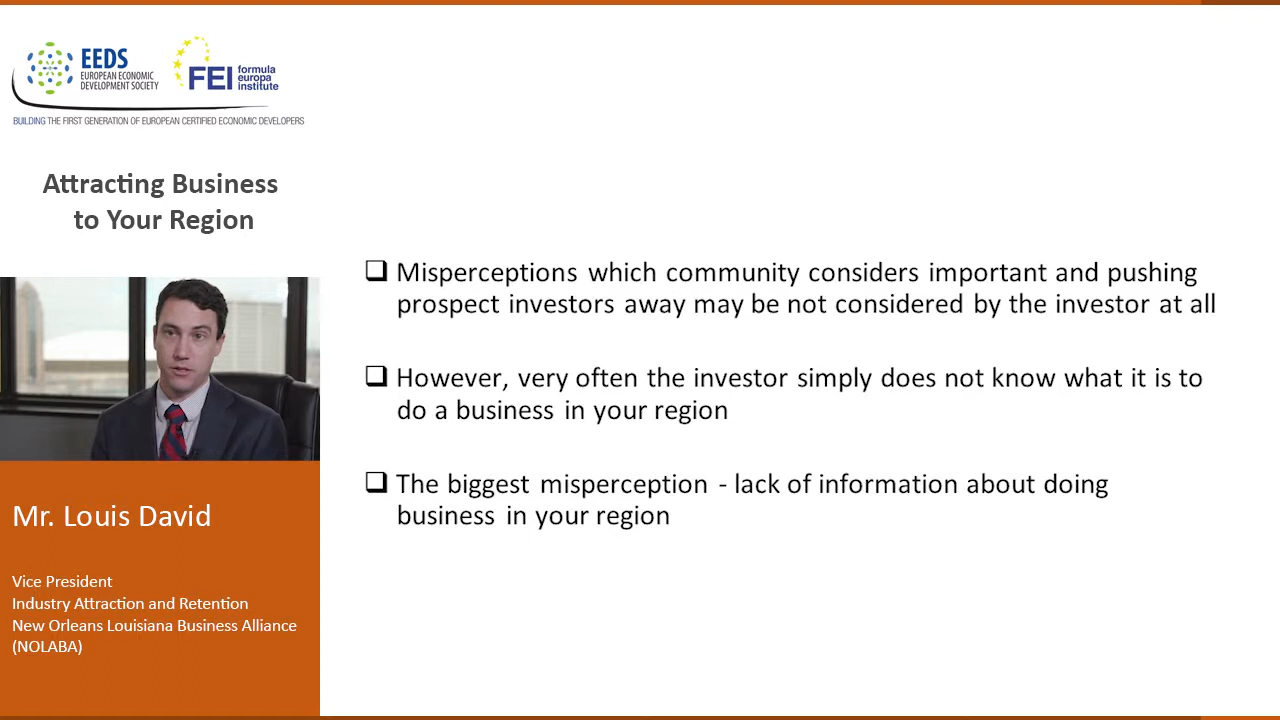 EEDS
EUROPEAN ECONOMIC
DEVELOPMENT SOCIETY
FEI
formula
europa
institute
BUILDING THE FIRST GENERATION OF EUROPEAN CERTIFIED ECONOMIC DEVELOPERS
Attracting Business
to Your Region
Mr. Louis David
Vice President
Industry Attraction and Retention
New Orleans Louisiana Business Alliance
(NOLABA)
Misperceptions which community considers important and pushing
prospect investors away may be not considered by the investor at all
However, very often the investor simply does not know what it is to
do a business in your region
The biggest misperception - lack of information about doing
business in your region